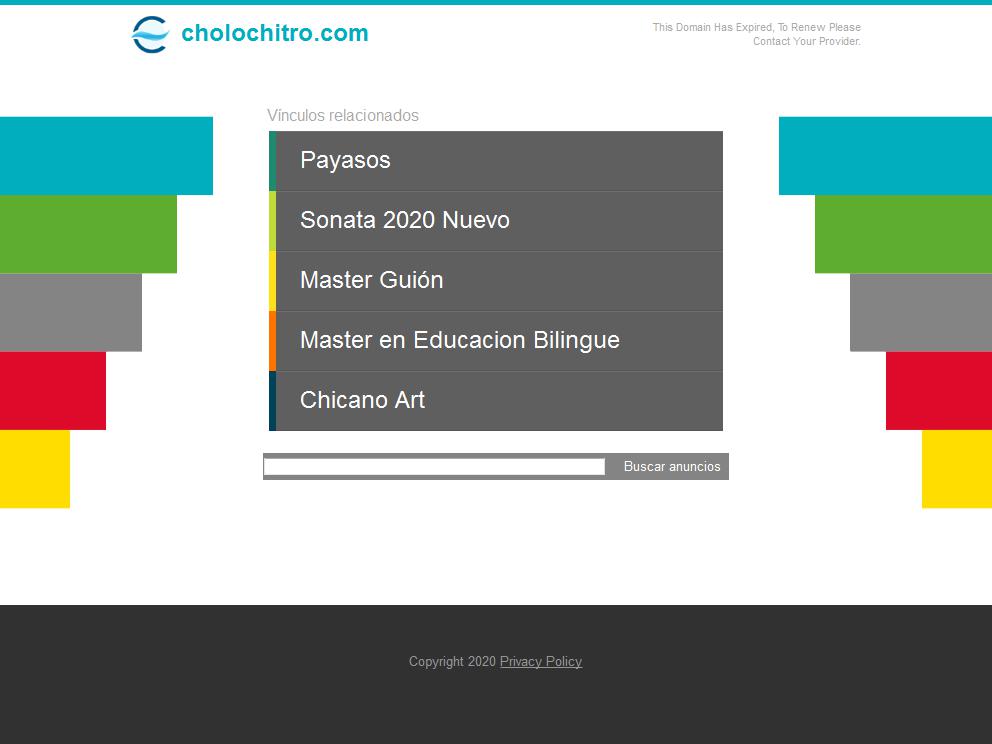 cholochitro.com
This Domain Has Expired, To Renew Please
Contact Your Provider.
Vínculos relacionados
Payasos
Sonata 2020 Nuevo
Master Guión
Master en Educacion Bilingue
Chicano Art
Buscar anuncios
Copyright 2020 Privacy Policy